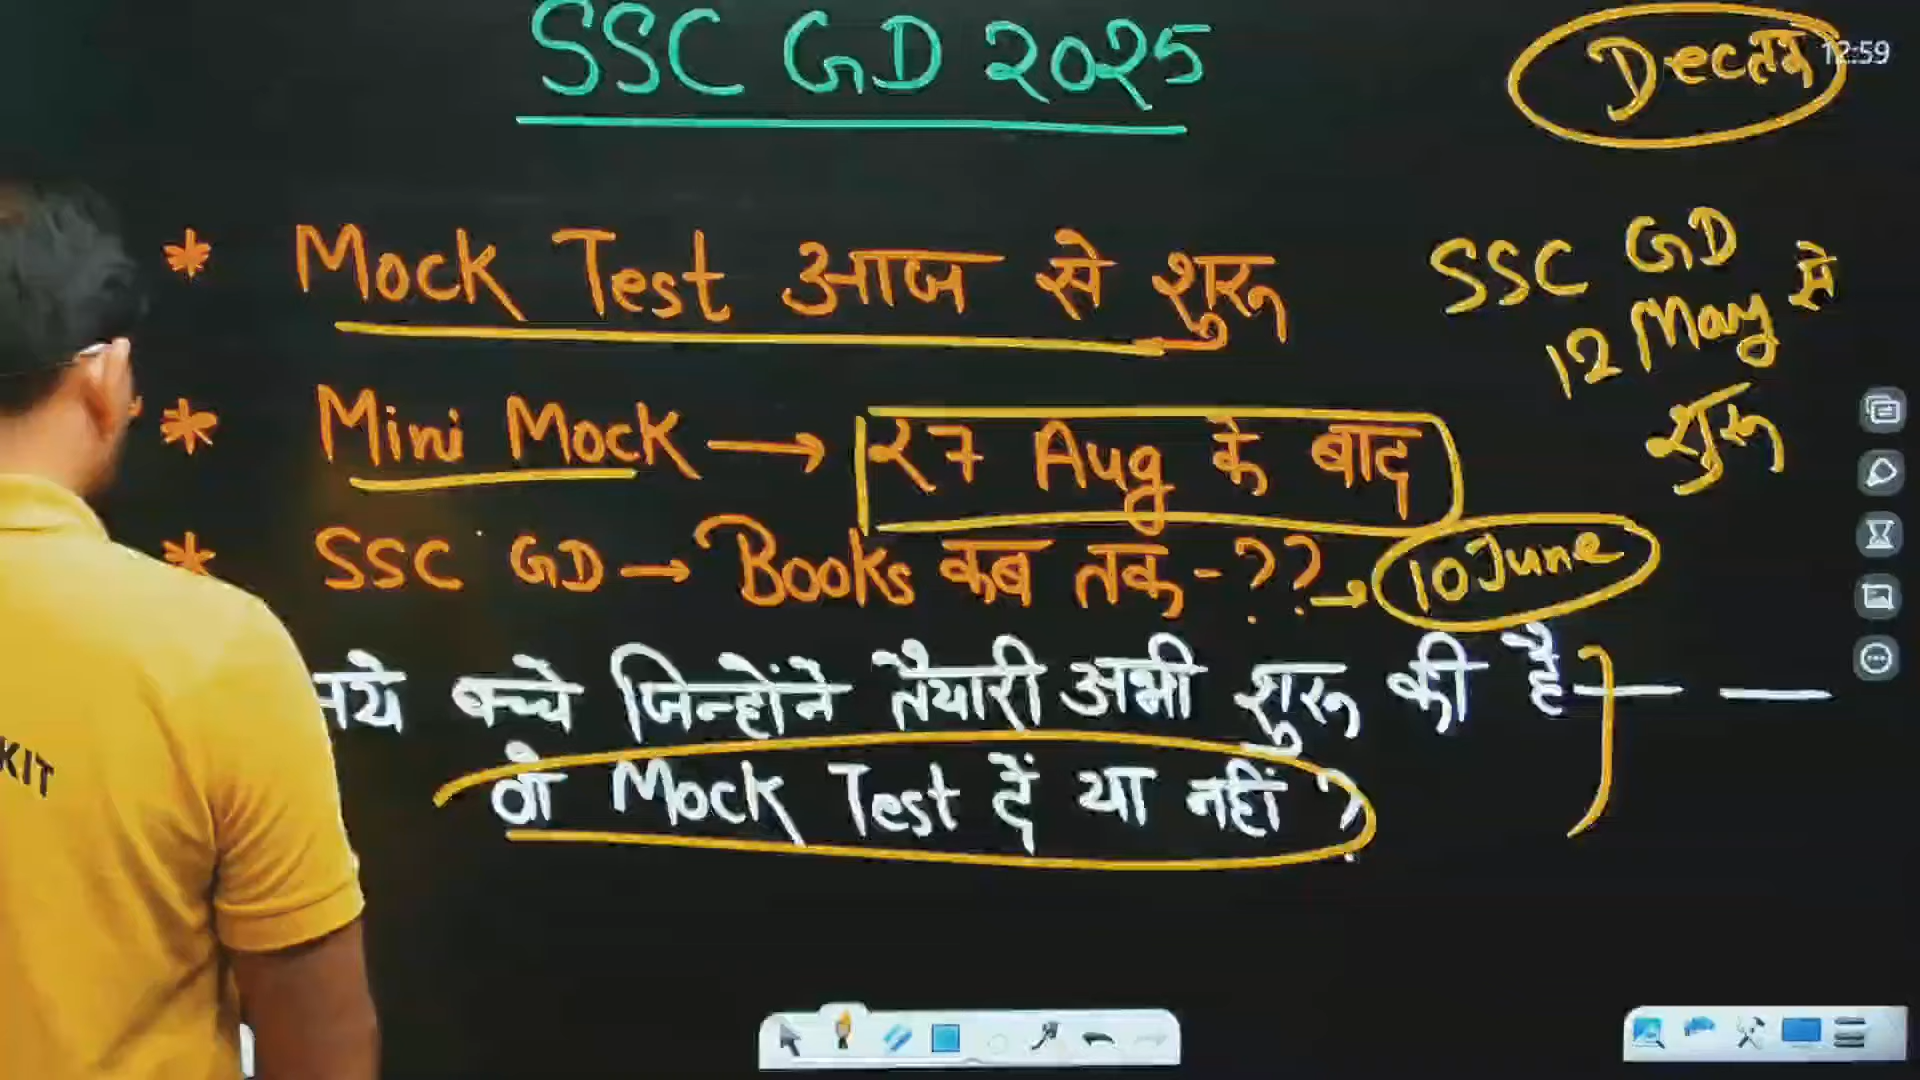 SSC GD 2025
Dec तक
12:59
* Mock Test आज से शुरू
SSC GD
12 May से
शुरू
* Mini Mock → 27 Aug के बाद
* SSC GD → Books कब तक - ?? → 10 June
नये बच्चे जिन्होंने तैयारी अभी शुरू की है — —
वो Mock Test दें या नहीं ?
KIT